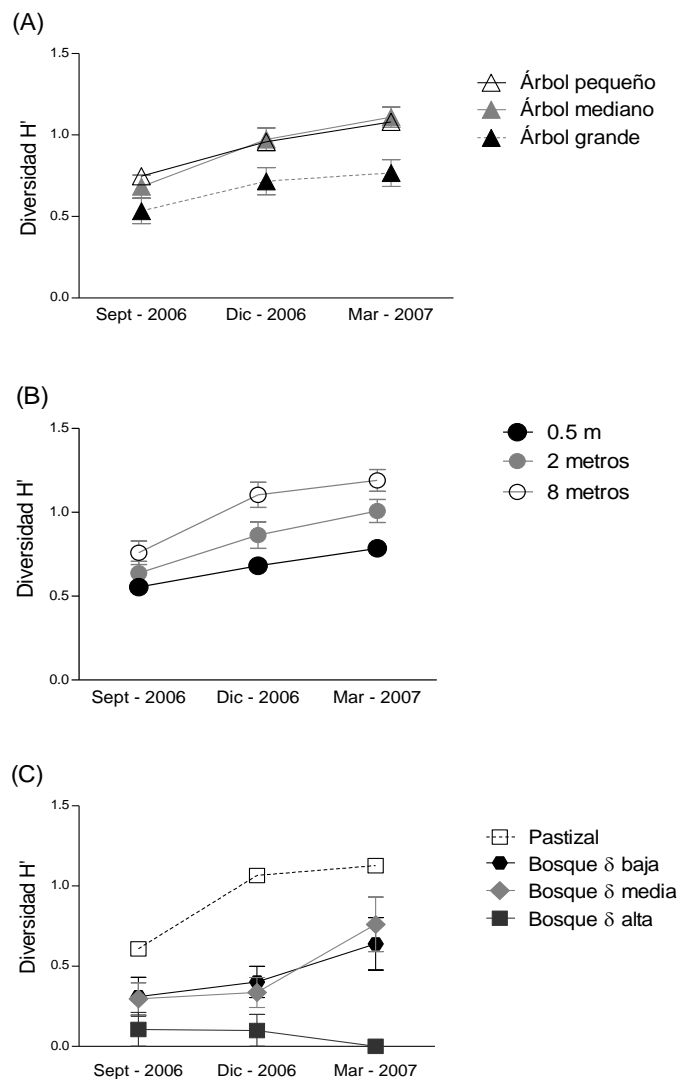 (A)
1.5
1.0
0.5
0.0
Diversidad H'
Sept - 2006 Dic - 2006 Mar - 2007
Árbol pequeño
Árbol mediano
Árbol grande
(B)
1.5
1.0
0.5
0.0
Diversidad H'
Sept - 2006 Dic - 2006 Mar - 2007
0.5 m
2 metros
8 metros
(C)
1.5
1.0
0.5
0.0
Diversidad H'
Sept - 2006 Dic - 2006 Mar - 2007
Pastizal
Bosque δ baja
Bosque δ media
Bosque δ alta